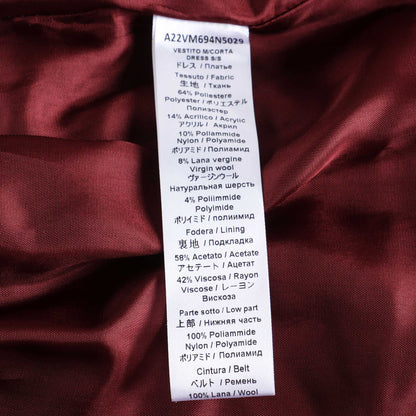 A22VM694N5029
VESTITO M/CORTA
DRESS S/S
ドレス / Платье
Tessuto / Fabric
生地 / Ткань
64% Poliestere
Polyester / ポリエステル
Полиэстер
14% Acrilico / Acrylic
アクリル / Акрил
10% Poliammide
Nylon / Polyamide
ポリアミド / Полиамид
8% Lana vergine
Virgin wool
ヴァージンウール
Натуральная шерсть
4% Poliimmide
Polyimide
ポリイミド / полиимид
Fodera / Lining
裏地 / Подкладка
58% Acetato / Acetate
アセテート / Ацетат
42% Viscosa / Rayon
Viscose / レーヨン
Вискоза
Parte sotto / Low part
上部 / Нижняя часть
100% Poliammide
Nylon / Polyamide
ポリアミド / Полиамид
Cintura / Belt
ベルト / Ремень
100% Lana / Wool